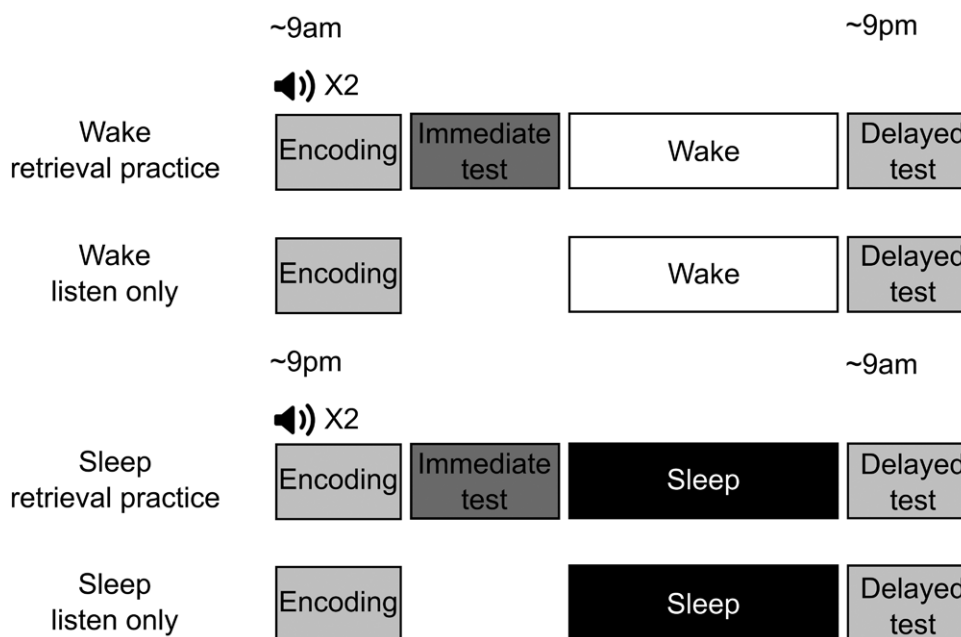 ~9am ~9pm
X2
Wake
retrieval practice
Encoding
Immediate
test
Wake
Delayed
test
Wake
listen only
Encoding
Wake
Delayed
test
~9pm ~9am
X2
Sleep
retrieval practice
Encoding
Immediate
test
Sleep
Delayed
test
Sleep
listen only
Encoding
Sleep
Delayed
test